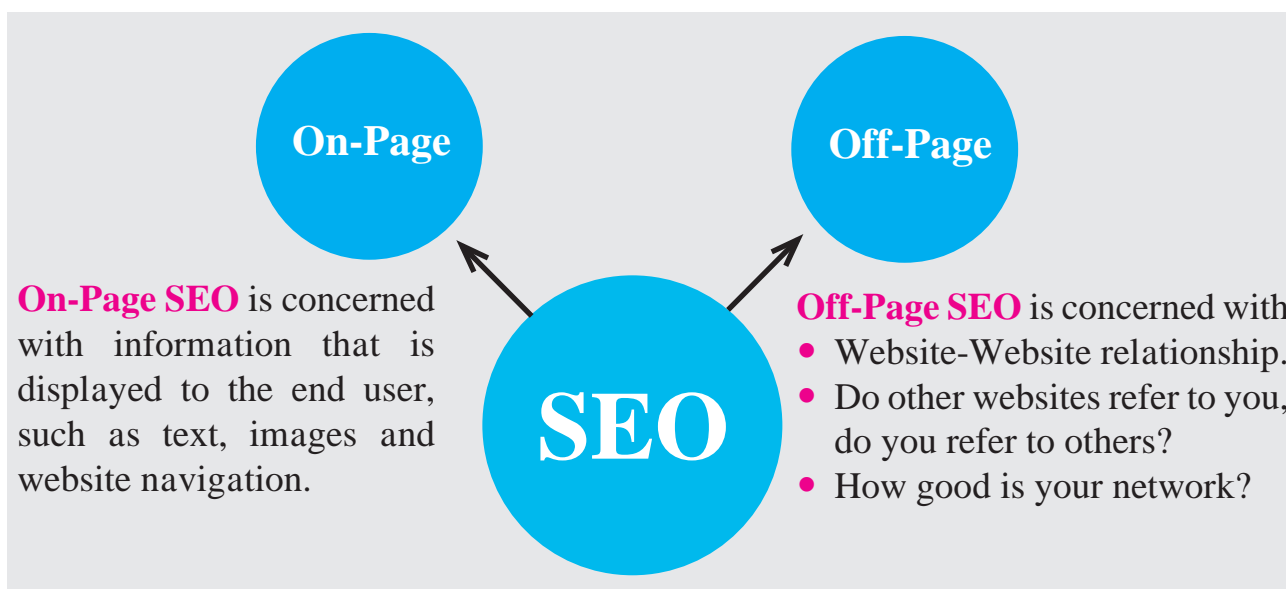 On-Page
Off-Page
On-Page SEO is concerned
with information that is
displayed to the end user,
such as text, images and
website navigation.
SEO
Off-Page SEO is concerned with
• Website-Website relationship.
• Do other websites refer to you,
do you refer to others?
• How good is your network?